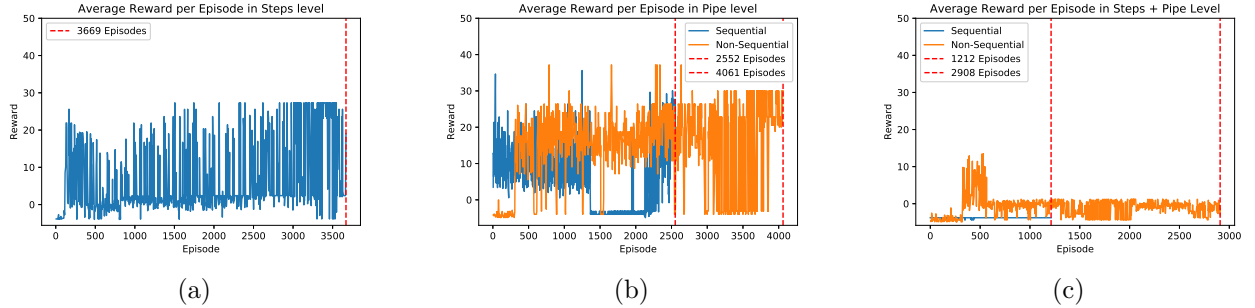 Average Reward per Episode in Steps level
50
40
30
20
10
0
Reward
3669 Episodes
0 500 1000 1500 2000 2500 3000 3500
Episode
(a)
Average Reward per Episode in Pipe level
50
40
30
20
10
0
Reward
Sequential
Non-Sequential
2552 Episodes
4061 Episodes
0 500 1000 1500 2000 2500 3000 3500 4000
Episode
(b)
Average Reward per Episode in Steps + Pipe Level
50
40
30
20
10
0
Reward
Sequential
Non-Sequential
1212 Episodes
2908 Episodes
0 500 1000 1500 2000 2500 3000
Episode
(c)